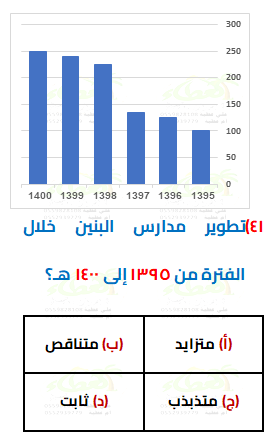 300
250
200
150
100
50
0
1400 1399 1398 1397 1396 1395
٤١)تطوير مدارس البنين خلال
الفترة من ١٣٩٥ إلى ١٤٠٠ هـ؟
(أ) متزايد (ب) متناقص
(ج) متذبذب (د) ثابت